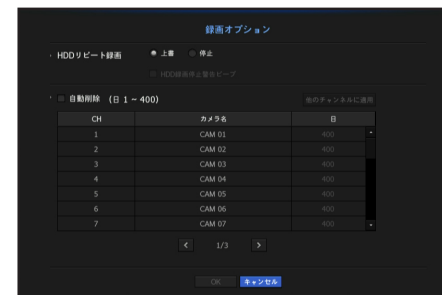 録画オプション
HDDリピート録画 上書 停止
HDD録画停止警告ビープ
自動削除 (日 1 ~ 400) 他のチャンネルに適用
CH カメラ名 日
1 CAM 01 400
2 CAM 02 400
3 CAM 03 400
4 CAM 04 400
5 CAM 05 400
6 CAM 06 400
7 CAM 07 400
< 1/3 >
OK キャンセル